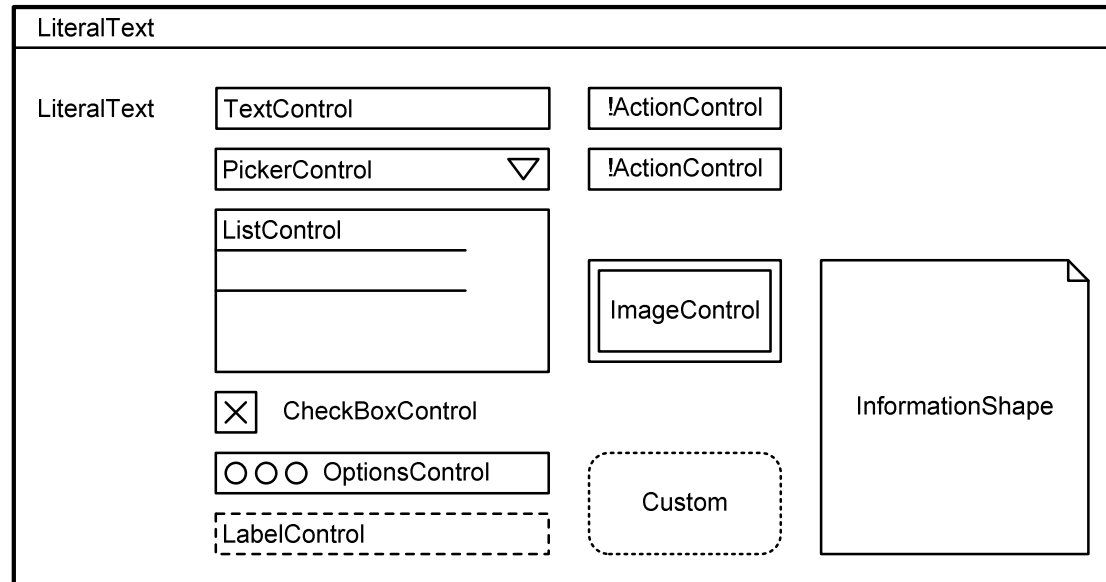 LiteralText
LiteralText
TextControl
!ActionControl
PickerControl
!ActionControl
ListControl
ImageControl
CheckBoxControl
InformationShape
OptionsControl
Custom
LabelControl